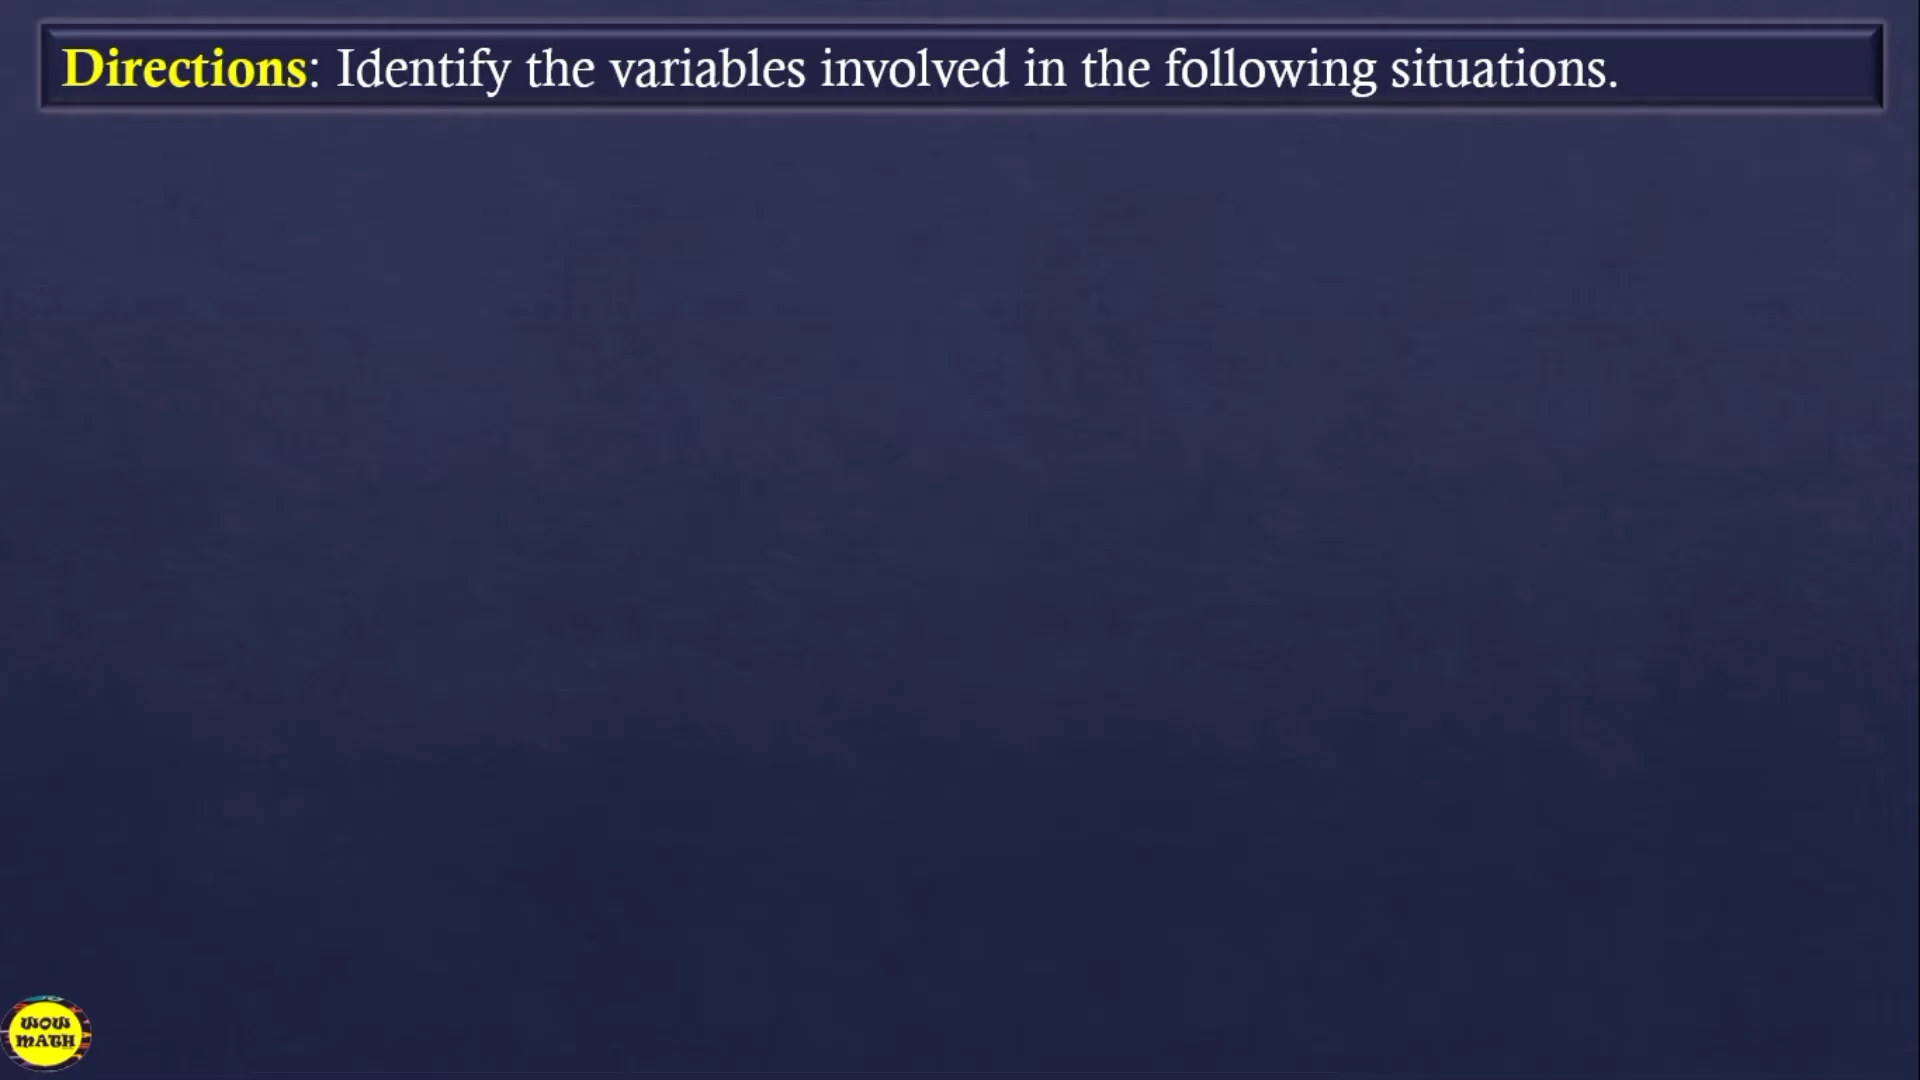 Directions: Identify the variables involved in the following situations.
WOW
MATH